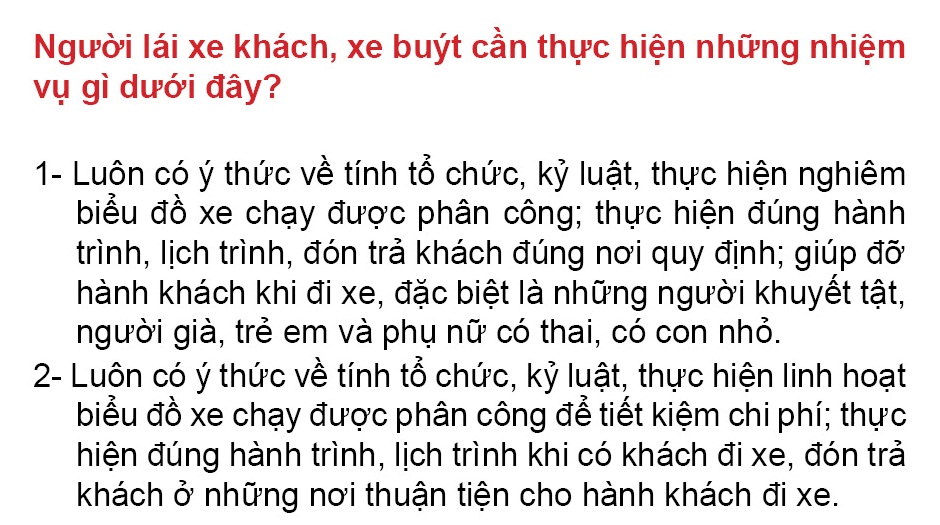 Người lái xe khách, xe buýt cần thực hiện những nhiệm
vụ gì dưới đây?
1- Luôn có ý thức về tính tổ chức, kỷ luật, thực hiện nghiêm
biểu đồ xe chạy được phân công; thực hiện đúng hành
trình, lịch trình, đón trả khách đúng nơi quy định; giúp đỡ
hành khách khi đi xe, đặc biệt là những người khuyết tật,
người già, trẻ em và phụ nữ có thai, có con nhỏ.
2- Luôn có ý thức về tính tổ chức, kỷ luật, thực hiện linh hoạt
biểu đồ xe chạy được phân công để tiết kiệm chi phí; thực
hiện đúng hành trình, lịch trình khi có khách đi xe, đón trả
khách ở những nơi thuận tiện cho hành khách đi xe.